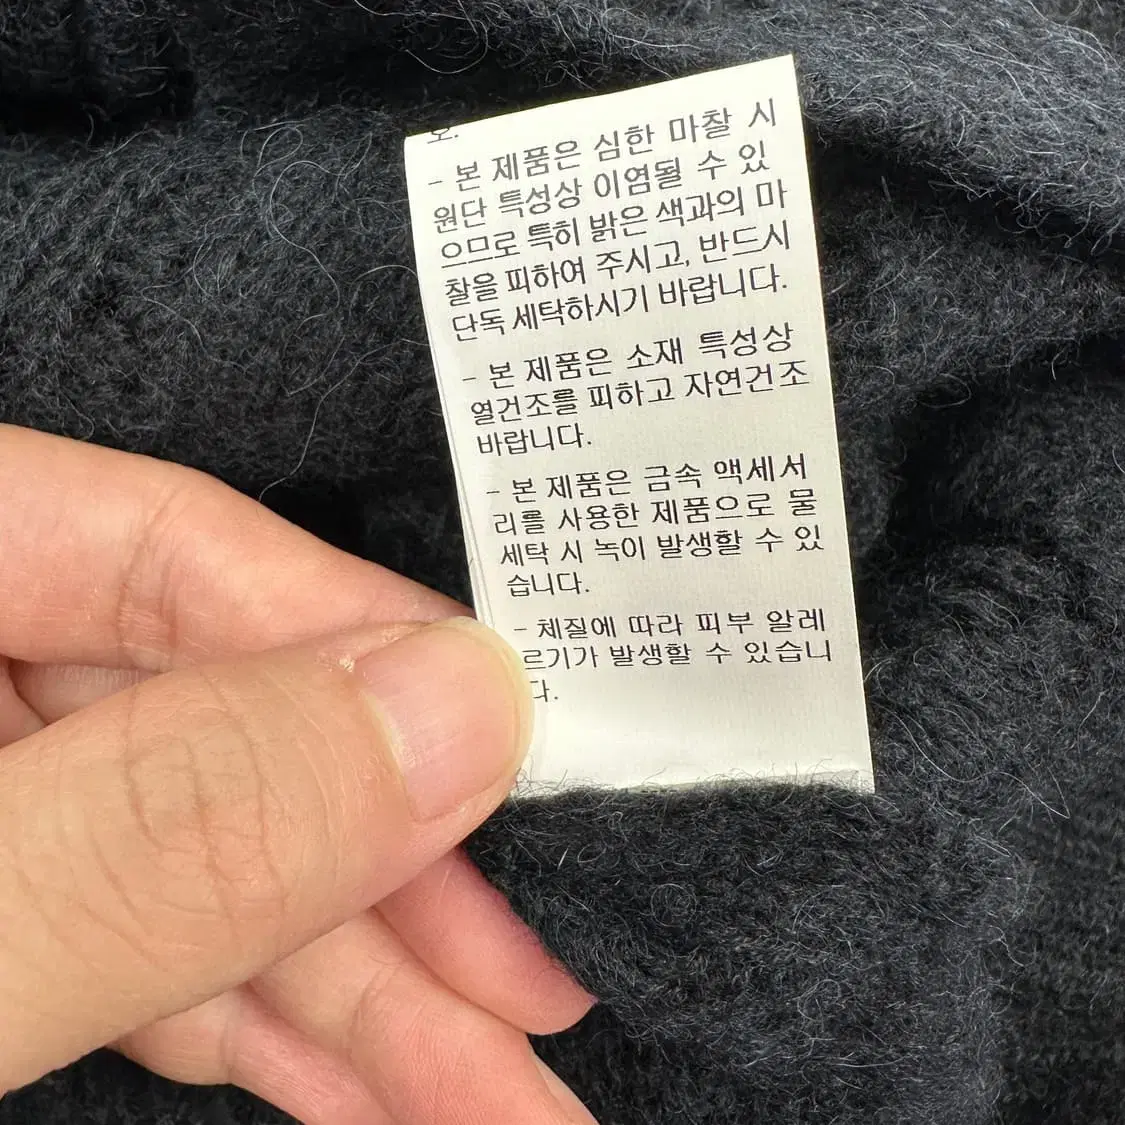 오.
- 본 제품은 심한 마찰 시
원단 특성상 이염될 수 있
으므로 특히 밝은 색과의 마
찰을 피하여 주시고, 반드시
단독 세탁하시기 바랍니다.
- 본 제품은 소재 특성상
열건조를 피하고 자연건조
바랍니다.
- 본 제품은 금속 액세서
리를 사용한 제품으로 물
세탁 시 녹이 발생할 수 있
습니다.
- 체질에 따라 피부 알레
르기가 발생할 수 있습니
다.